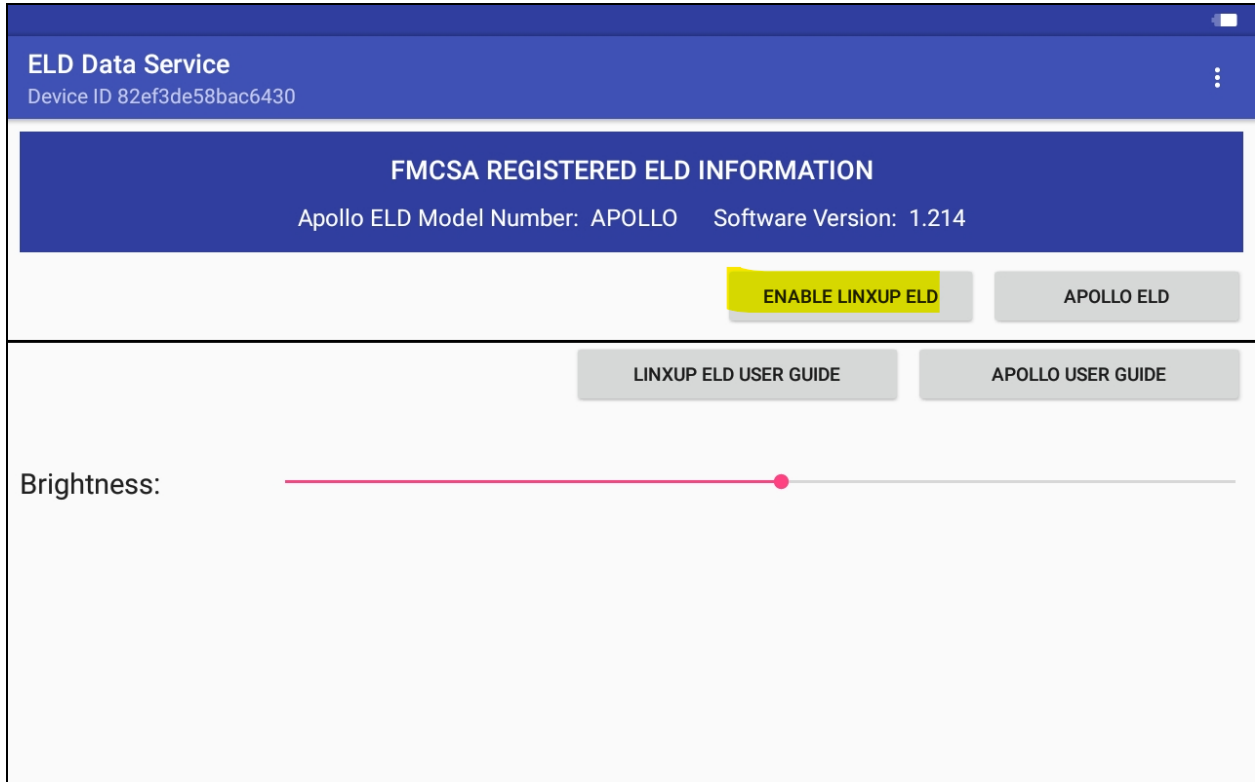 ELD Data Service
Device ID 82ef3de58bac6430
FMCSA REGISTERED ELD INFORMATION
Apollo ELD Model Number: APOLLO Software Version: 1.214
ENABLE LINXUP ELD APOLLO ELD
LINXUP ELD USER GUIDE APOLLO USER GUIDE
Brightness: